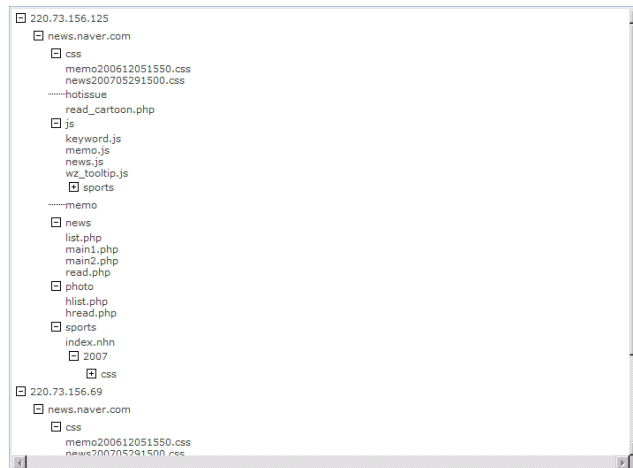 220.73.156.125
news.naver.com
css
memo200612051550.css
news200705291500.css
hotissue
read_cartoon.php
js
keyword.js
memo.js
news.js
wz_tooltip.js
sports
memo
news
list.php
main1.php
main2.php
read.php
photo
hlist.php
hread.php
sports
index.nhn
2007
css
220.73.156.69
news.naver.com
css
memo200612051550.css
news200705291500.css